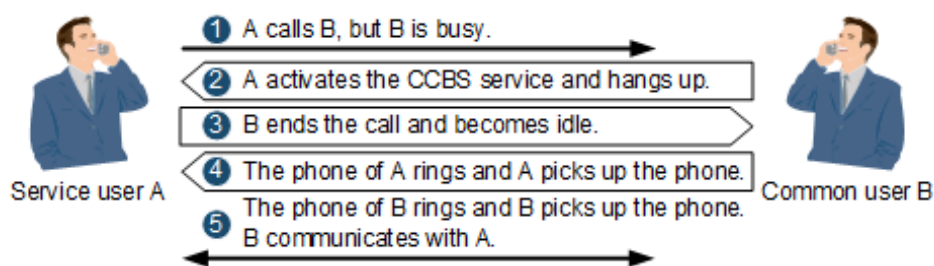 1 A calls B, but B is busy.
2 A activates the CCBS service and hangs up.
3 B ends the call and becomes idle.
4 The phone of A rings and A picks up the phone.
Service user A
Common user B
5 The phone of B rings and B picks up the phone.
B communicates with A.